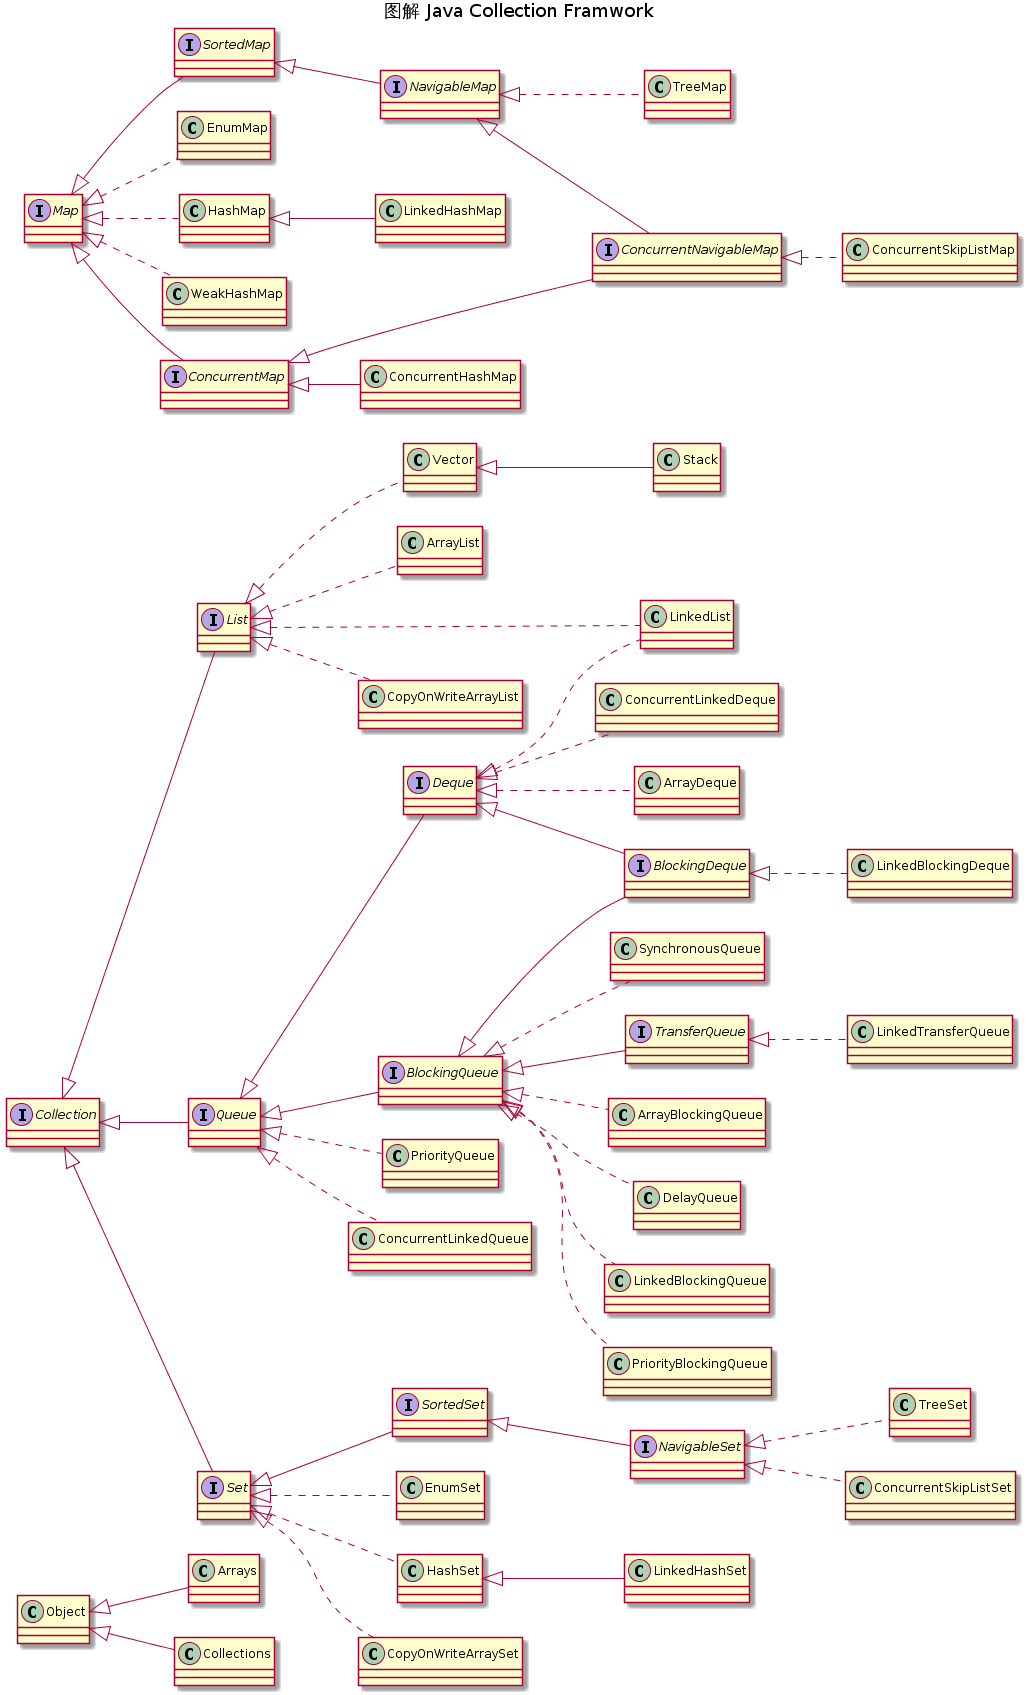 图解 Java Collection Framwork
I SortedMap
I NavigableMap
C TreeMap
C EnumMap
I Map
C HashMap
C LinkedHashMap
I ConcurrentNavigableMap
C ConcurrentSkipListMap
C WeakHashMap
I ConcurrentMap
C ConcurrentHashMap
C Vector
C Stack
C ArrayList
I List
C LinkedList
C CopyOnWriteArrayList
C ConcurrentLinkedDeque
I Deque
C ArrayDeque
I BlockingDeque
C LinkedBlockingDeque
C SynchronousQueue
I TransferQueue
C LinkedTransferQueue
I BlockingQueue
I Collection
I Queue
C ArrayBlockingQueue
C PriorityQueue
C DelayQueue
C ConcurrentLinkedQueue
C LinkedBlockingQueue
C PriorityBlockingQueue
I SortedSet
C TreeSet
I NavigableSet
I Set
C EnumSet
C ConcurrentSkipListSet
C Arrays
C HashSet
C LinkedHashSet
C Object
C Collections
C CopyOnWriteArraySet